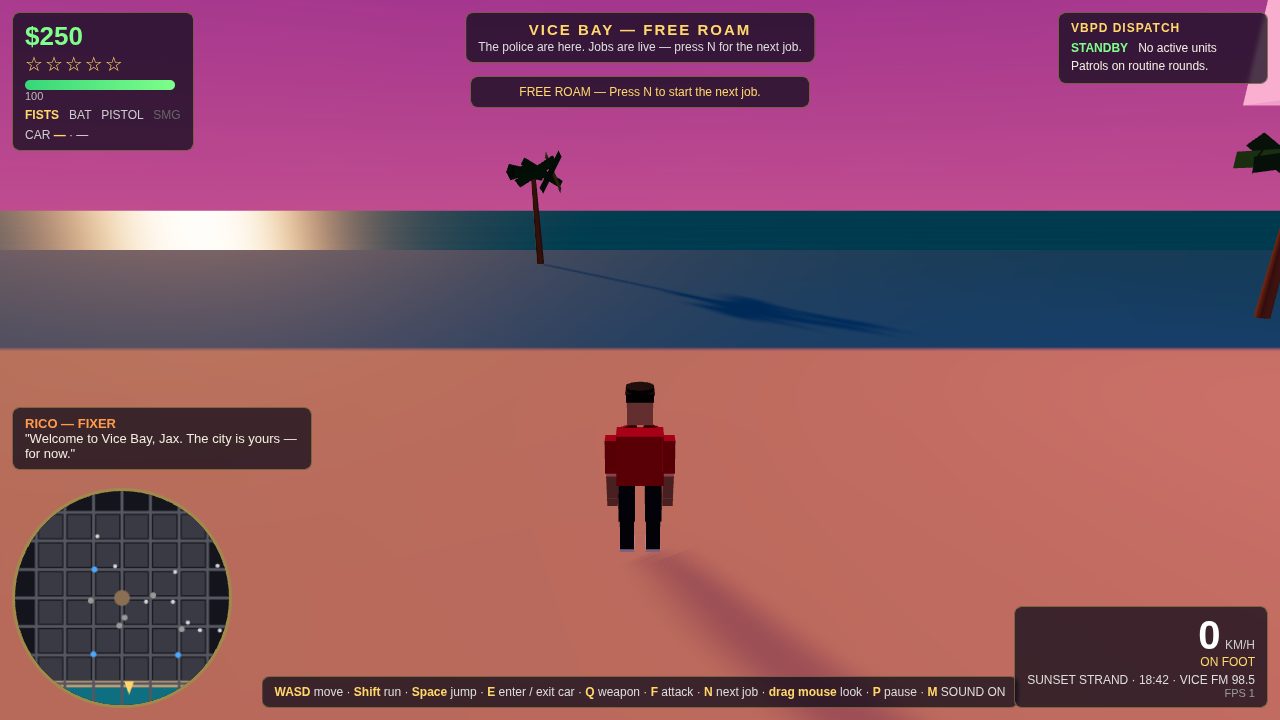 $250
☆☆☆☆☆
100
FISTS BAT PISTOL SMG
CAR — · —
VICE BAY — FREE ROAM
The police are here. Jobs are live — press N for the next job.
FREE ROAM — Press N to start the next job.
VBPD DISPATCH
STANDBY No active units
Patrols on routine rounds.
RICO — FIXER
"Welcome to Vice Bay, Jax. The city is yours —
for now."
WASD move · Shift run · Space jump · E enter / exit car · Q weapon · F attack · N next job · drag mouse look · P pause · M SOUND ON
0 KM/H
ON FOOT
SUNSET STRAND · 18:42 · VICE FM 98.5
FPS 1